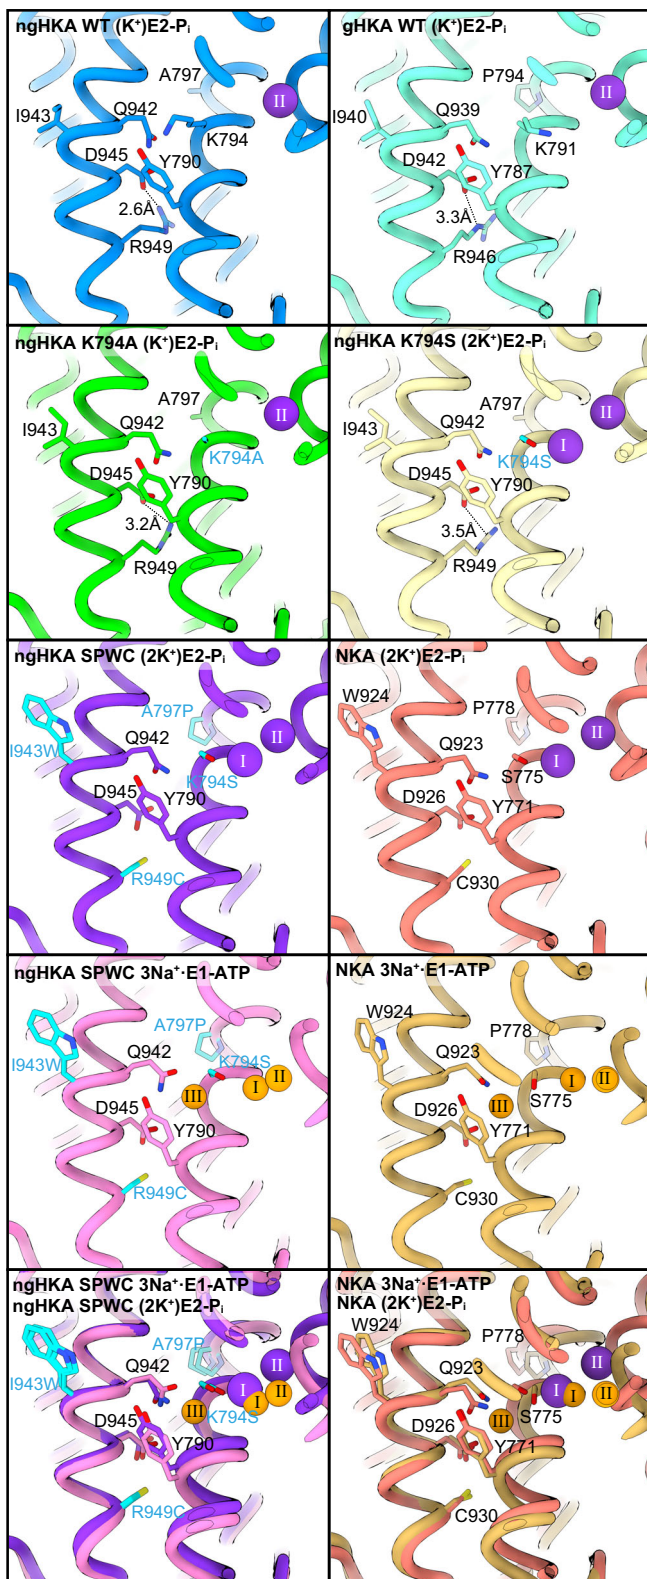 ngHKA WT (K⁺)E2-Pᵢ
A797
II
I943
Q942
K794
D945
Y790
2.6Å
R949
gHKA WT (K⁺)E2-Pᵢ
P794
II
I940
Q939
K791
D942
Y787
3.3Å
R946
ngHKA K794A (K⁺)E2-Pᵢ
A797
II
I943
Q942
K794A
D945
Y790
3.2Å
R949
ngHKA K794S (2K⁺)E2-Pᵢ
A797
II
I943
Q942
I
K794S
D945
Y790
3.5Å
R949
ngHKA SPWC (2K⁺)E2-Pᵢ
A797P
II
I943W
Q942
I
K794S
D945
Y790
R949C
NKA (2K⁺)E2-Pᵢ
W924
P778
II
Q923
I
S775
D926
Y771
C930
ngHKA SPWC 3Na⁺·E1-ATP
A797P
I943W
Q942
K794S
I
II
III
D945
Y790
R949C
NKA 3Na⁺·E1-ATP
W924
P778
Q923
I
II
III
S775
D926
Y771
C930
ngHKA SPWC 3Na⁺·E1-ATP
ngHKA SPWC (2K⁺)E2-Pᵢ
A797P
I943W
Q942
I
II
I
III
K794S
D945
Y790
R949C
NKA 3Na⁺·E1-ATP
NKA (2K⁺)E2-Pᵢ
W924
P778
II
Q923
I
I
II
III
S775
D926
Y771
C930